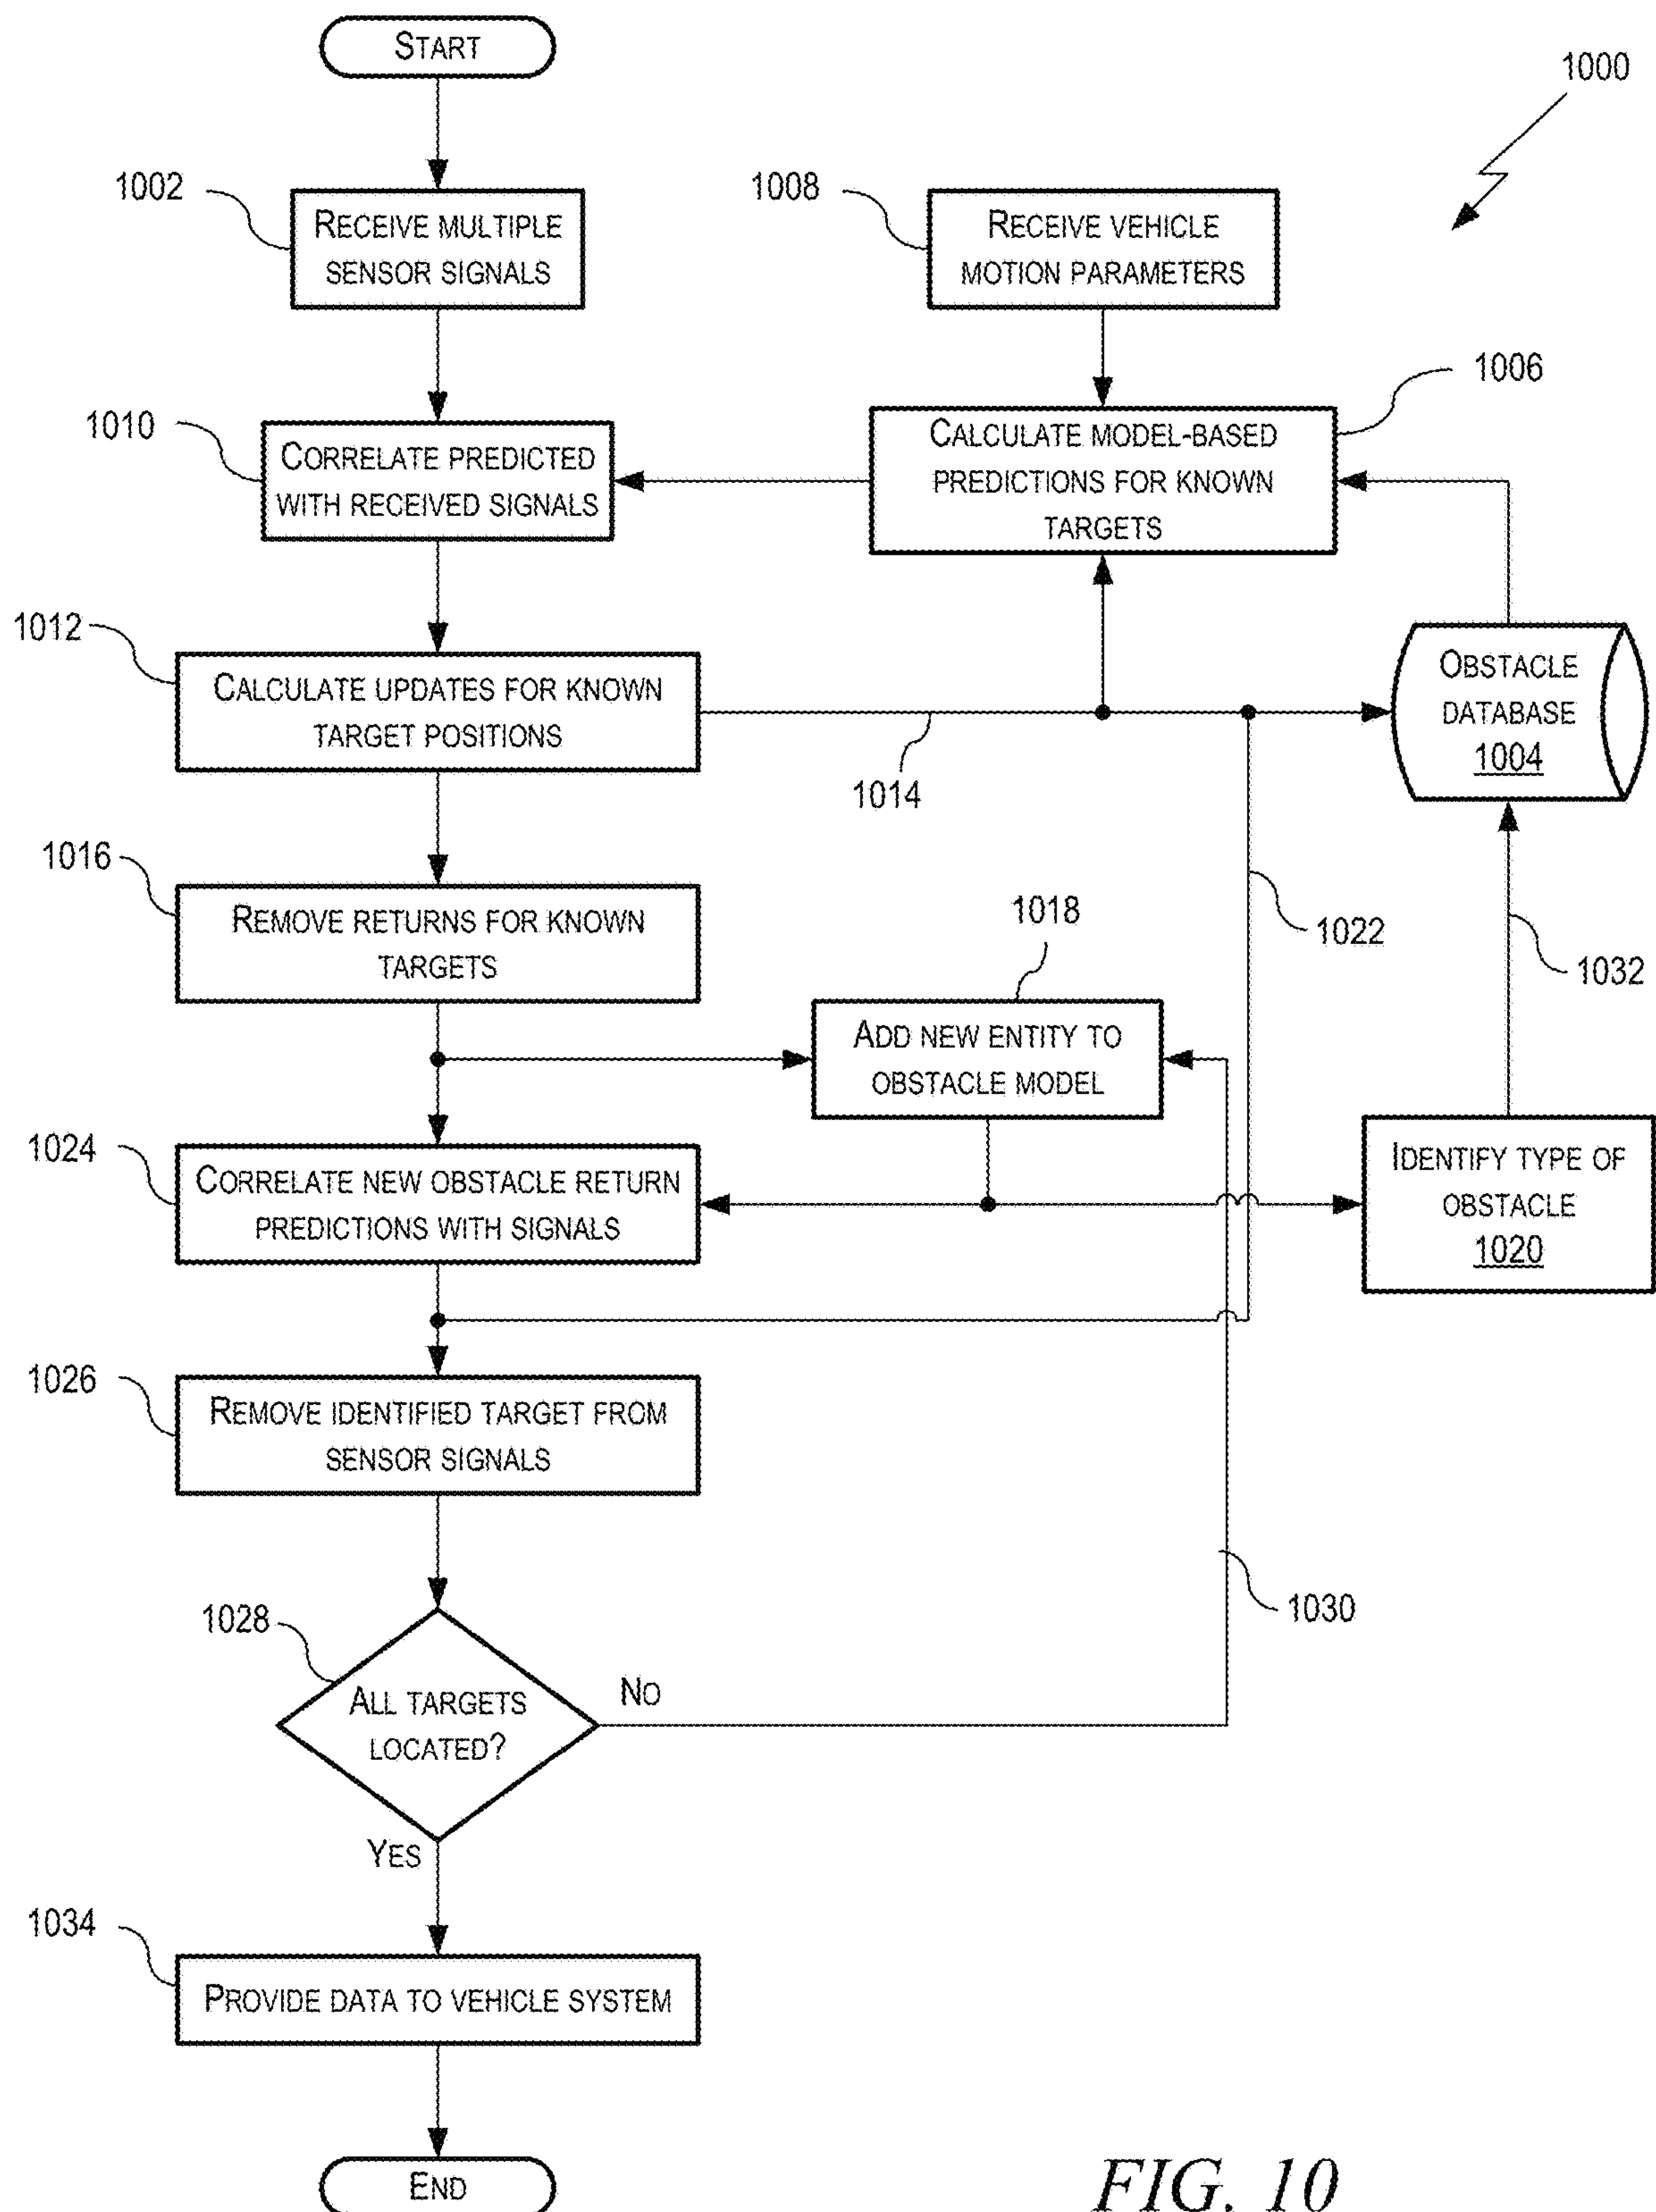 START
1000
1002
RECEIVE MULTIPLE
SENSOR SIGNALS
1008
RECEIVE VEHICLE
MOTION PARAMETERS
1006
CALCULATE MODEL-BASED
PREDICTIONS FOR KNOWN
TARGETS
1010
CORRELATE PREDICTED
WITH RECEIVED SIGNALS
1012
CALCULATE UPDATES FOR KNOWN
TARGET POSITIONS
1014
OBSTACLE
DATABASE
1004
1016
REMOVE RETURNS FOR KNOWN
TARGETS
1018
ADD NEW ENTITY TO
OBSTACLE MODEL
1022
1032
1024
CORRELATE NEW OBSTACLE RETURN
PREDICTIONS WITH SIGNALS
IDENTIFY TYPE OF
OBSTACLE
1020
1026
REMOVE IDENTIFIED TARGET FROM
SENSOR SIGNALS
1028
ALL TARGETS
LOCATED?
NO
1030
YES
1034
PROVIDE DATA TO VEHICLE SYSTEM
END
FIG. 10